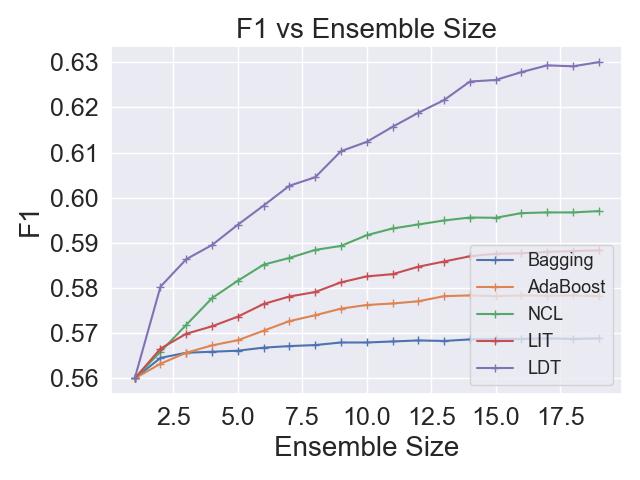 F1 vs Ensemble Size
F1
0.63
0.62
0.61
0.60
0.59
0.58
0.57
0.56
Bagging
AdaBoost
NCL
LIT
LDT
2.5 5.0 7.5 10.0 12.5 15.0 17.5
Ensemble Size